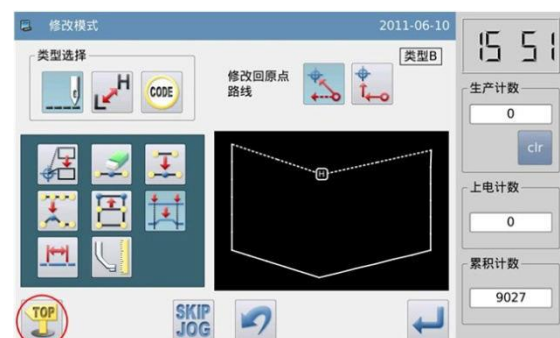 修改模式
2011-06-10
类型选择
H
L
CODE
类型B
修改回原点
路线
H
TOP
SKIP
JOG
15 51
生产计数
0
clr
上电计数
0
累积计数
9027